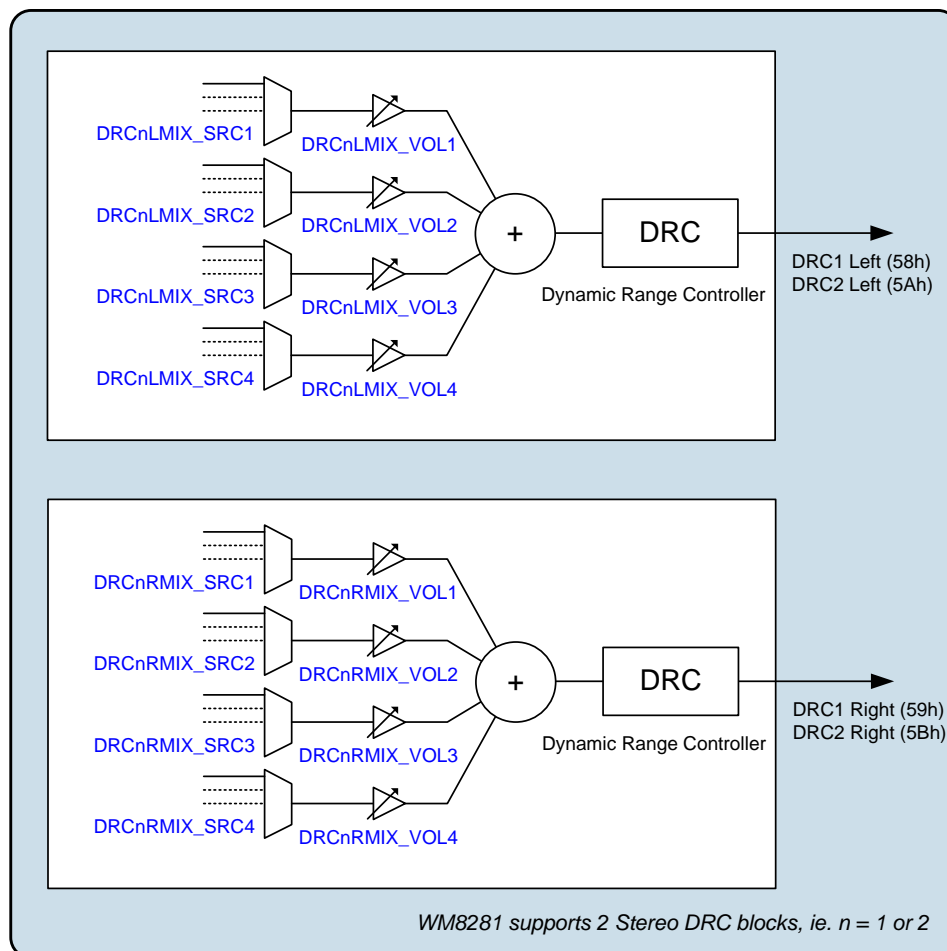 DRCnLMIX_SRC1
DRCnLMIX_VOL1
DRCnLMIX_SRC2
DRCnLMIX_VOL2
DRCnLMIX_SRC3
DRCnLMIX_VOL3
DRCnLMIX_SRC4
DRCnLMIX_VOL4
+
DRC
Dynamic Range Controller
DRC1 Left (58h)
DRC2 Left (5Ah)
DRCnRMIX_SRC1
DRCnRMIX_VOL1
DRCnRMIX_SRC2
DRCnRMIX_VOL2
DRCnRMIX_SRC3
DRCnRMIX_VOL3
DRCnRMIX_SRC4
DRCnRMIX_VOL4
+
DRC
Dynamic Range Controller
DRC1 Right (59h)
DRC2 Right (5Bh)
WM8281 supports 2 Stereo DRC blocks, ie. n = 1 or 2